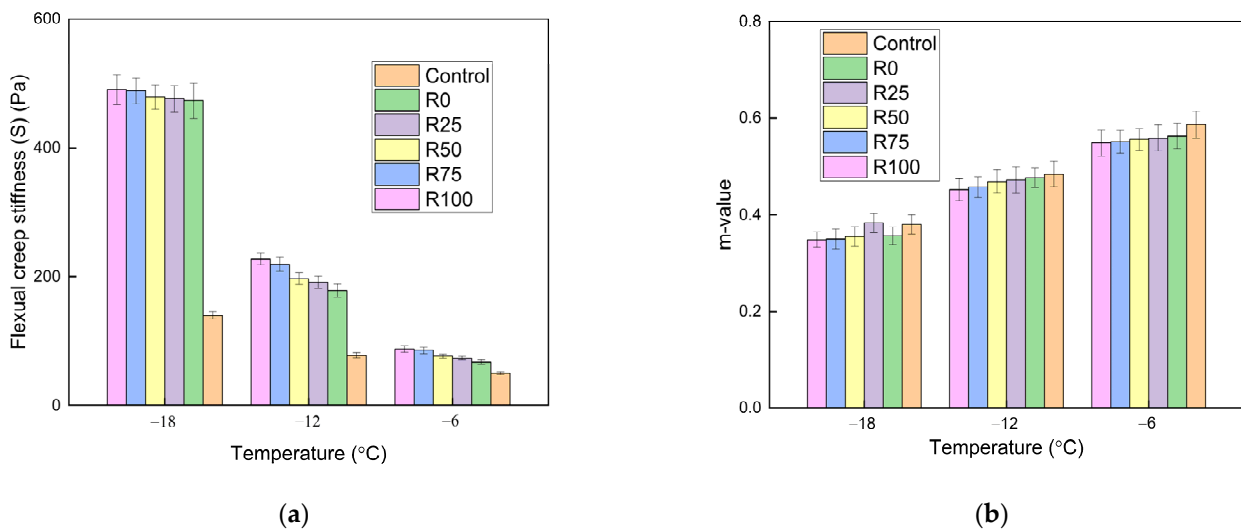 600
400
200
0
Flexual creep stiffness (S) (Pa)
Control
R0
R25
R50
R75
R100
−18
−12
−6
Temperature (°C)
(a)
0.8
0.6
0.4
0.2
0.0
m-value
Control
R0
R25
R50
R75
R100
−18
−12
−6
Temperature (°C)
(b)